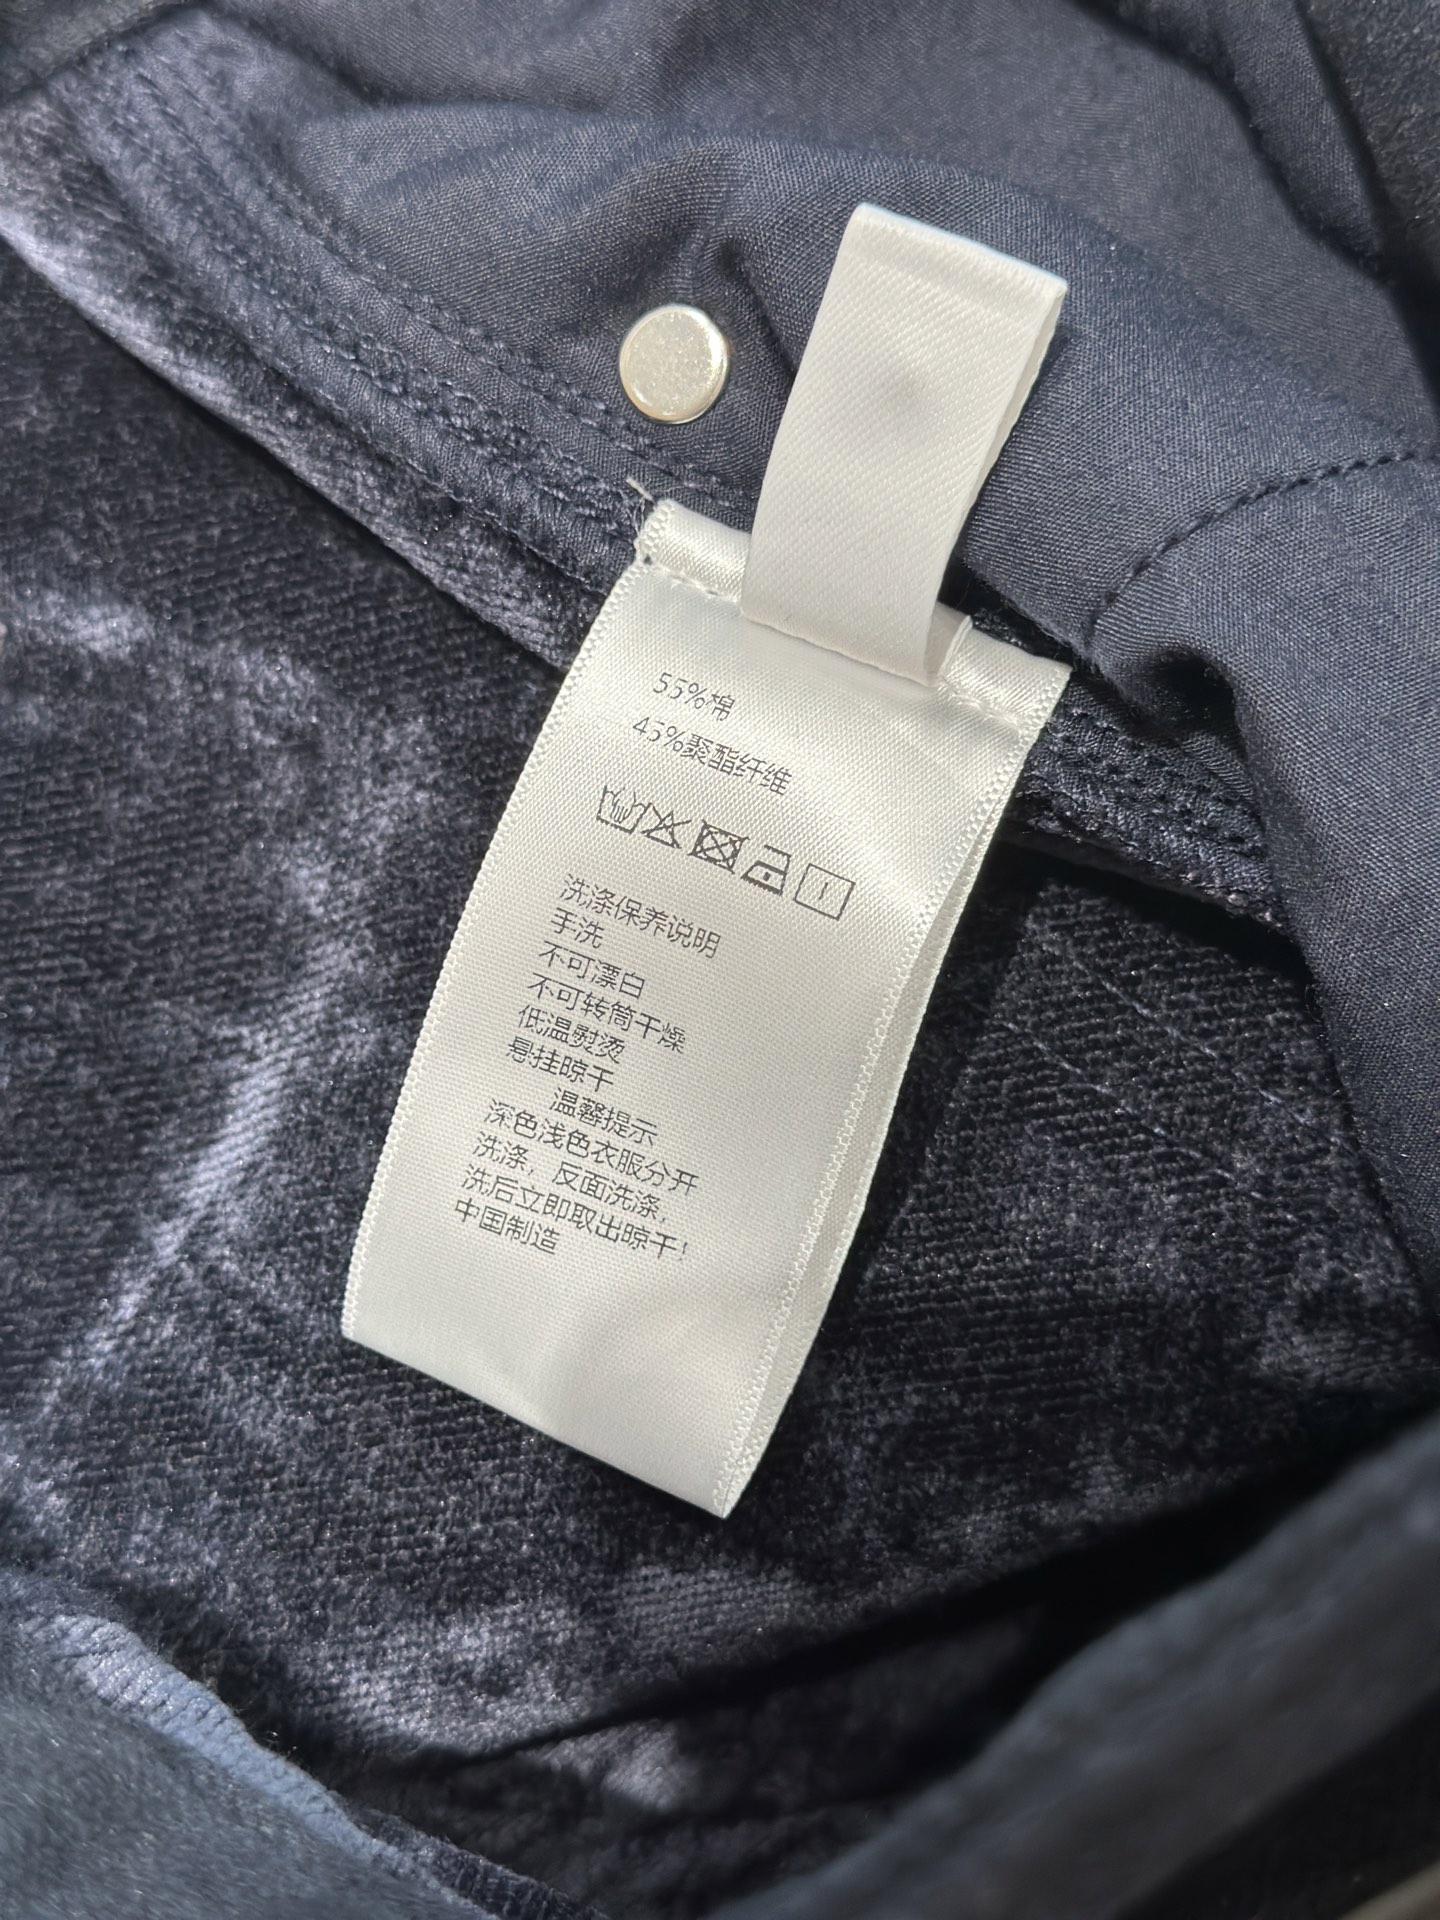 55%棉
45%聚酯纤维
洗涤保养说明
手洗
不可漂白
不可转筒干燥
低温熨烫
悬挂晾干
温馨提示
深色浅色衣服分开
洗涤，反面洗涤，
洗后立即取出晾干！
中国制造